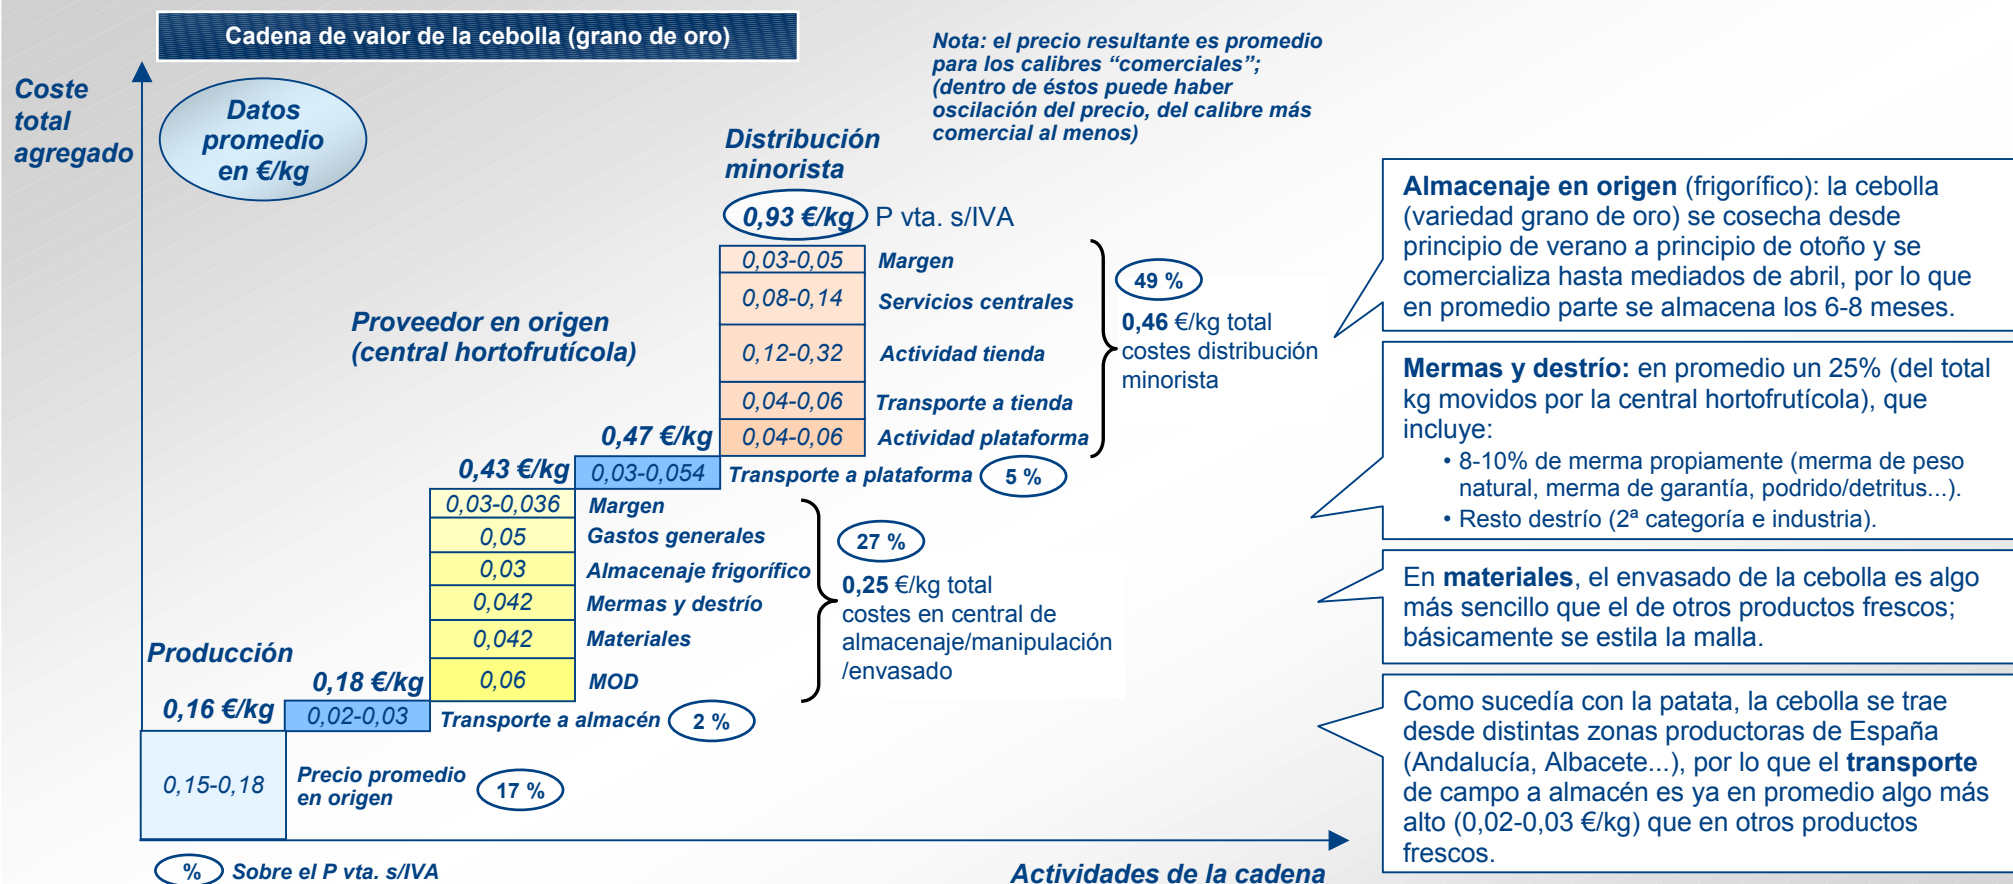 Cadena de valor de la cebolla (grano de oro)
Coste
total
agregado
Datos
promedio
en €/kg
Nota: el precio resultante es promedio
para los calibres “comerciales”;
(dentro de éstos puede haber
oscilación del precio, del calibre más
comercial al menos)
Distribución
minorista
0,93 €/kg P vta. s/IVA
0,03-0,05 Margen
0,08-0,14 Servicios centrales
0,12-0,32 Actividad tienda
0,04-0,06 Transporte a tienda
0,04-0,06 Actividad plataforma
49 %
0,46 €/kg total
costes distribución
minorista
Proveedor en origen
(central hortofrutícola)
0,47 €/kg
0,03-0,054 Transporte a plataforma 5 %
0,43 €/kg
0,03-0,036 Margen
0,05 Gastos generales
0,03 Almacenaje frigorífico
0,042 Mermas y destrío
0,042 Materiales
0,06 MOD
27 %
0,25 €/kg total
costes en central de
almacenaje/manipulación
/envasado
Producción
0,18 €/kg
0,02-0,03 Transporte a almacén 2 %
0,16 €/kg
0,15-0,18
Precio promedio
en origen
17 %
% Sobre el P vta. s/IVA
Actividades de la cadena
Almacenaje en origen (frigorífico): la cebolla
(variedad grano de oro) se cosecha desde
principio de verano a principio de otoño y se
comercializa hasta mediados de abril, por lo que
en promedio parte se almacena los 6-8 meses.
Mermas y destrío: en promedio un 25% (del total
kg movidos por la central hortofrutícola), que
incluye:
• 8-10% de merma propiamente (merma de peso
natural, merma de garantía, podrido/detritus...).
• Resto destrío (2ª categoría e industria).
En materiales, el envasado de la cebolla es algo
más sencillo que el de otros productos frescos;
básicamente se estila la malla.
Como sucedía con la patata, la cebolla se trae
desde distintas zonas productoras de España
(Andalucía, Albacete...), por lo que el transporte
de campo a almacén es ya en promedio algo más
alto (0,02-0,03 €/kg) que en otros productos
frescos.